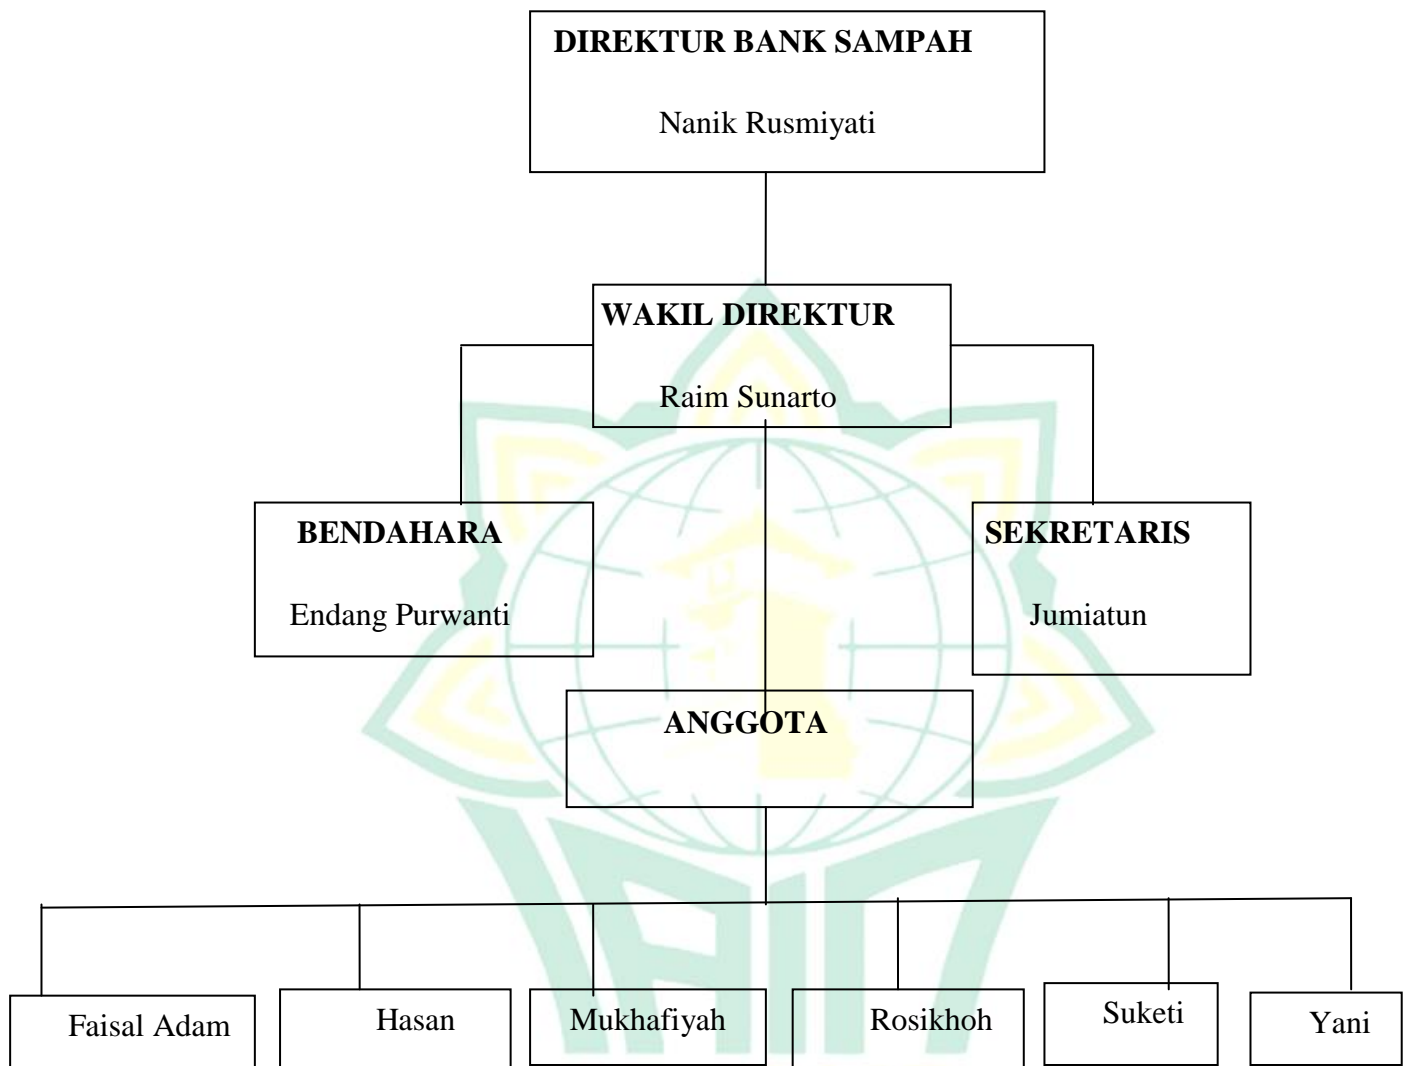 DIREKTUR BANK SAMPAH
Nanik Rusmiyati
WAKIL DIREKTUR
Raim Sunarto
BENDAHARA
Endang Purwanti
SEKRETARIS
Jumiatun
ANGGOTA
Faisal Adam
Hasan
Mukhafiyah
Rosikhoh
Suketi
Yani
IAIN